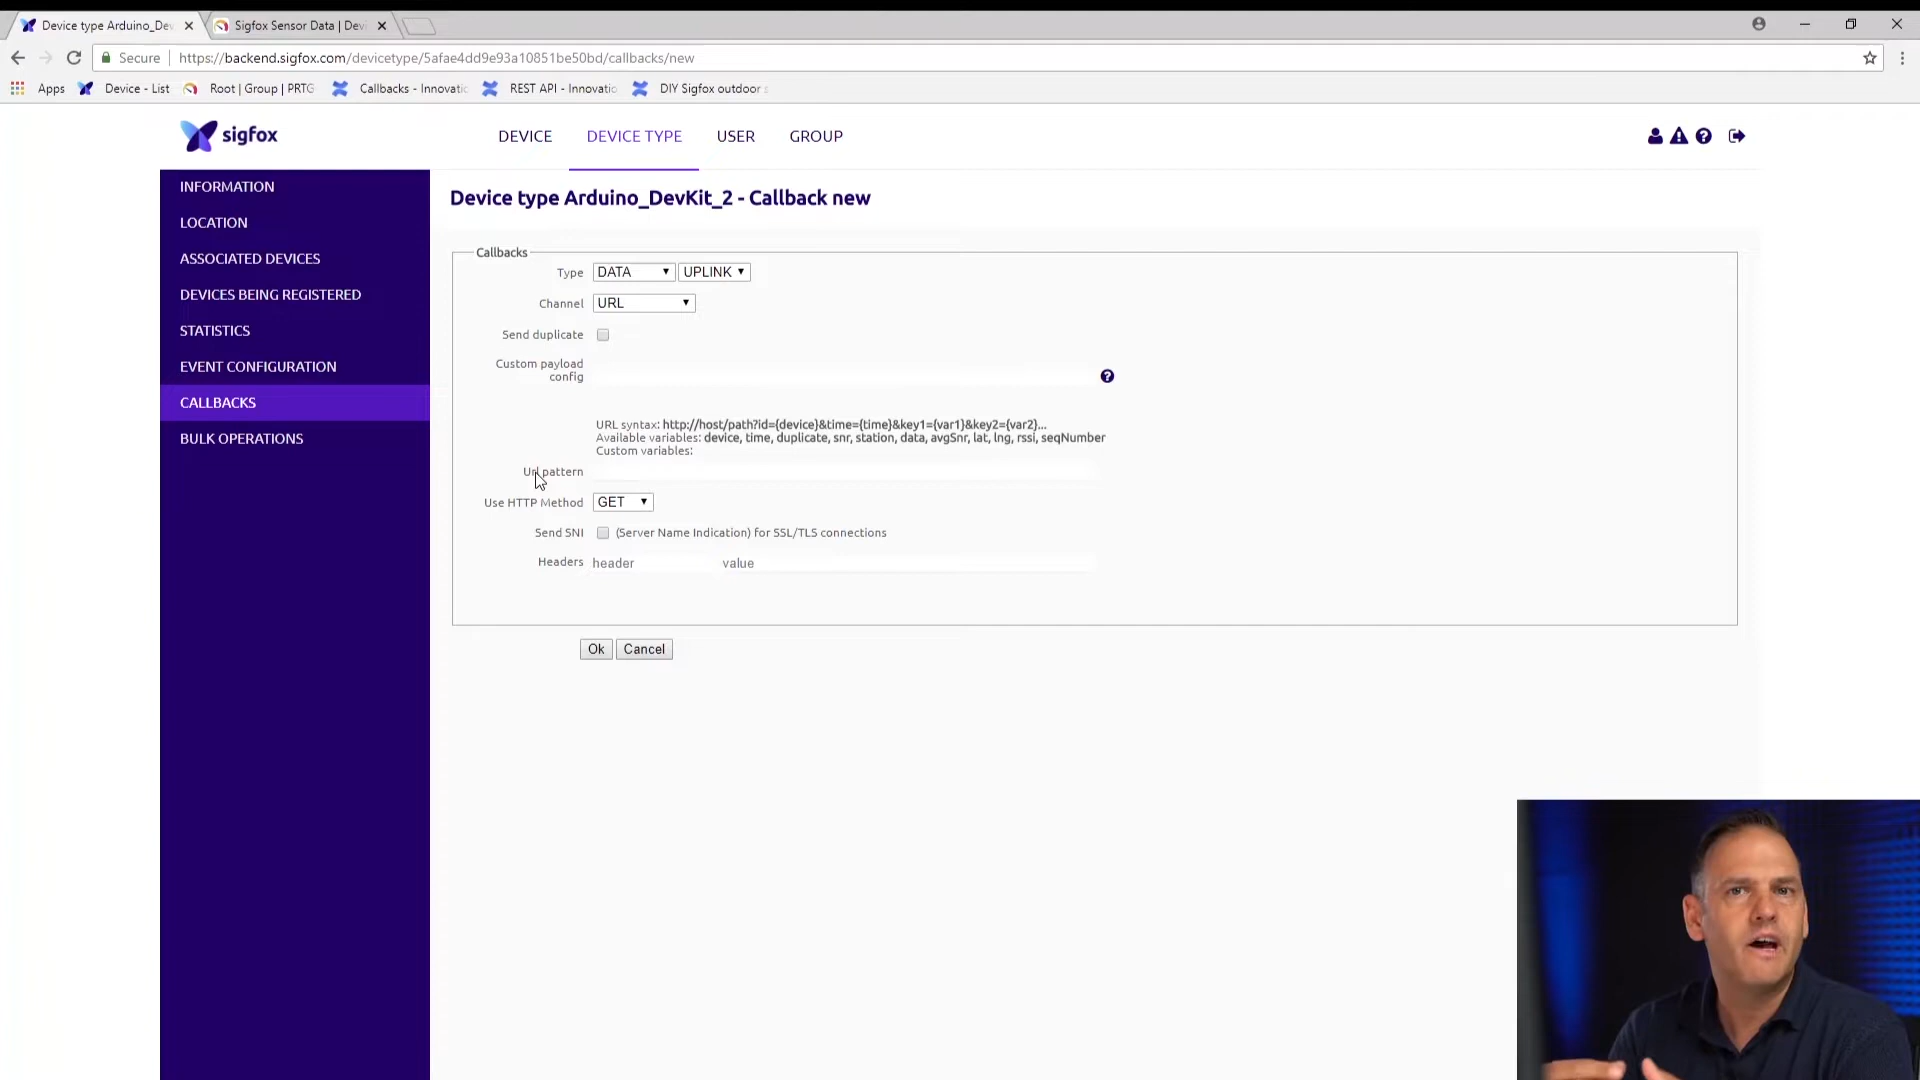 Device type Arduino_De
Sigfox Sensor Data | Devi
Secure
https://backend.sigfox.com/devicetype/5afae4dd9e93a10851be50bd/callbacks/new
Apps
Device - List
Root | Group | PRTG
Callbacks - Innovatic
REST API - Innovatio
DIY Sigfox outdoor s
sigfox
DEVICE
DEVICE TYPE
USER
GROUP
INFORMATION
LOCATION
ASSOCIATED DEVICES
DEVICES BEING REGISTERED
STATISTICS
EVENT CONFIGURATION
CALLBACKS
BULK OPERATIONS
Device type Arduino_DevKit_2 - Callback new
Callbacks
Type DATA UPLINK
Channel URL
Send duplicate
Custom payload
config
URL syntax: http://host/path?id={device}&time={time}&key1={var1}&key2={var2}...
Available variables: device, time, duplicate, snr, station, data, avgSnr, lat, lng, rssi, seqNumber
Custom variables:
Url pattern
Use HTTP Method GET
Send SNI (Server Name Indication) for SSL/TLS connections
Headers header value
Ok Cancel